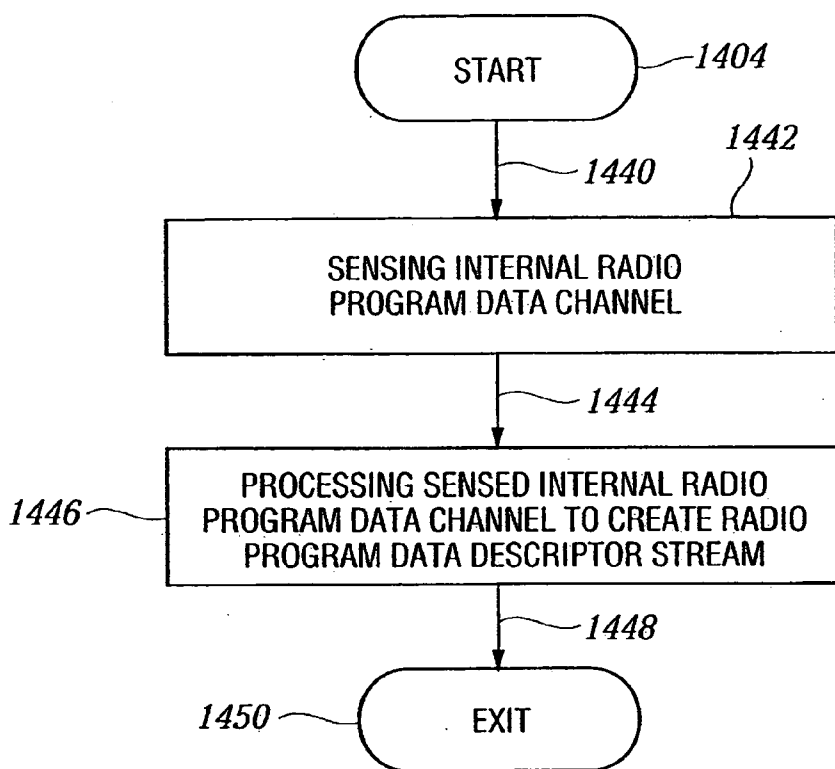 START
1404
1442
1440
SENSING INTERNAL RADIO
PROGRAM DATA CHANNEL
1444
PROCESSING SENSED INTERNAL RADIO
PROGRAM DATA CHANNEL TO CREATE RADIO
PROGRAM DATA DESCRIPTOR STREAM
1446
1448
EXIT
1450